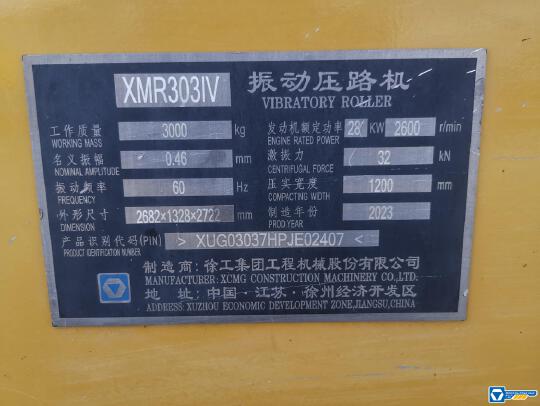 XMR303IV 振动压路机
VIBRATORY ROLLER
工作质量 3000 kg 发动机额定功率 28 KW 2600 r/min
WORKING MASS ENGINE RATED POWER
名义振幅 0.46 mm 激振力 32 kN
NOMINAL AMPLITUDE CENTRIFUGAL FORCE
振动频率 60 Hz 压实宽度 1200 mm
FREQUENCY COMPACTING WIDTH
外形尺寸 2682×1328×2722 mm 制造年份 2023
DIMENSION PROD YEAR
产品识别代码(PIN) > XUG03037HPJE02407 <
PRODUCT IDENTIFICATION NUMBER
制造商: 徐工集团工程机械股份有限公司
MANUFACTURER: XCMG CONSTRUCTION MACHINERY CO.,LTD.
地 址: 中国·江苏·徐州经济开发区
ADDRESS: XUZHOU ECONOMIC DEVELOPMENT ZONE,JIANGSU,CHINA